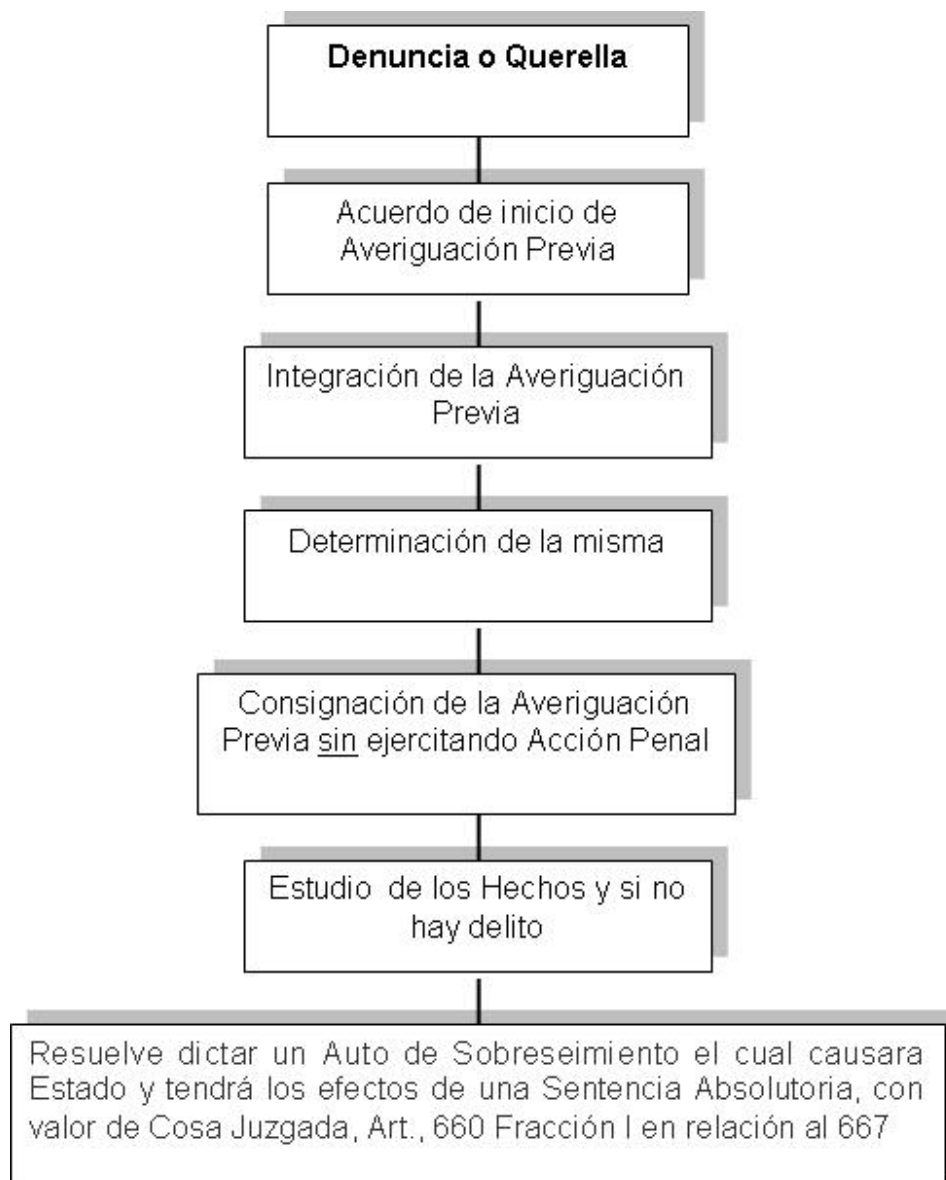 Denuncia o Querella
Acuerdo de inicio de
Averiguación Previa
Integración de la Averiguación
Previa
Determinación de la misma
Consignación de la Averiguación
Previa sin ejercitando Acción Penal
Estudio de los Hechos y si no
hay delito
Resuelve dictar un Auto de Sobreseimiento el cual causara
Estado y tendrá los efectos de una Sentencia Absolutoria, con
valor de Cosa Juzgada, Art., 660 Fracción I en relación al 667